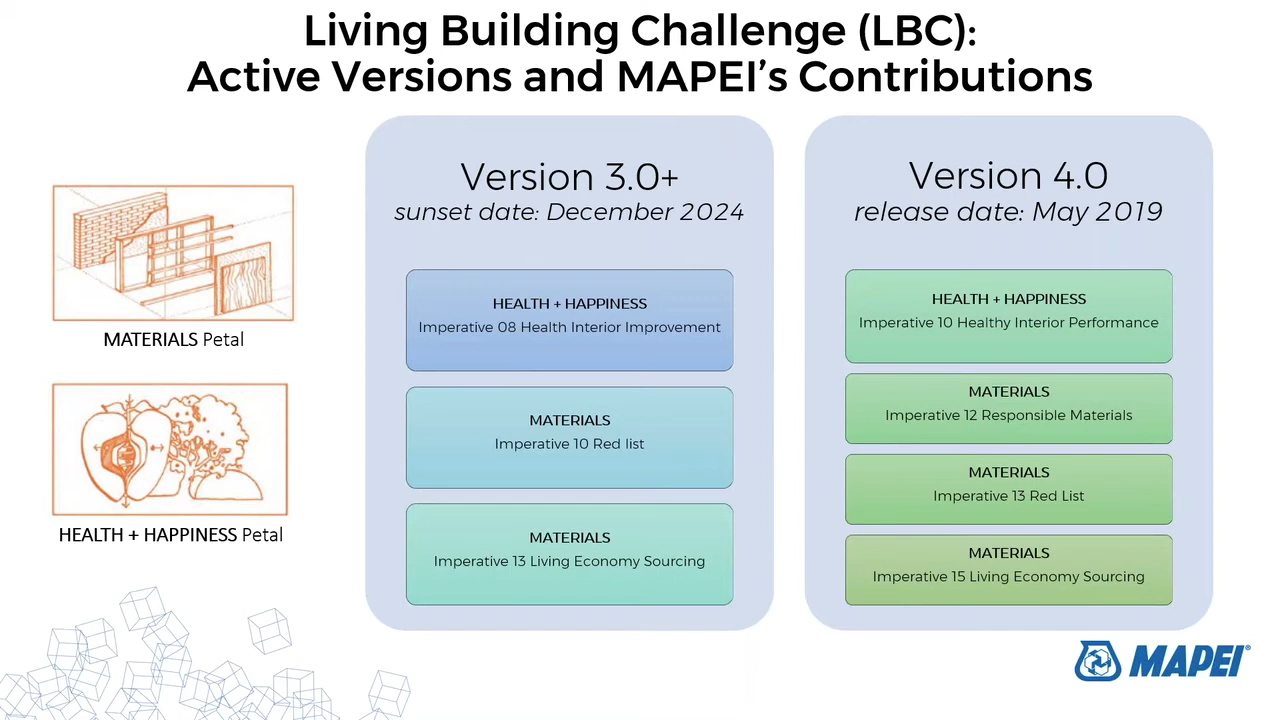 Living Building Challenge (LBC):
Active Versions and MAPEI's Contributions
MATERIALS Petal
HEALTH + HAPPINESS Petal
Version 3.0+
sunset date: December 2024
HEALTH + HAPPINESS
Imperative 08 Health Interior Improvement
MATERIALS
Imperative 10 Red list
MATERIALS
Imperative 13 Living Economy Sourcing
Version 4.0
release date: May 2019
HEALTH + HAPPINESS
Imperative 10 Healthy Interior Performance
MATERIALS
Imperative 12 Responsible Materials
MATERIALS
Imperative 13 Red List
MATERIALS
Imperative 15 Living Economy Sourcing
MAPEI®